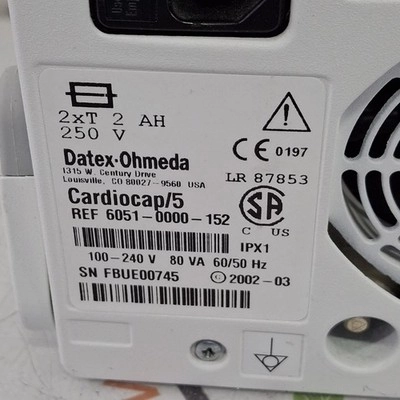 2xT 2 AH
250 V
Datex-Ohmeda
1315 W. Century Drive
Louisville, CO 80027-9560 USA
CE 0197
LR 87853
Cardiocap/5
REF 6051-0000-152
SA
C US
IPX1
100-240 V 80 VA 60/50 Hz
SN FBUE00745
© 2002-03